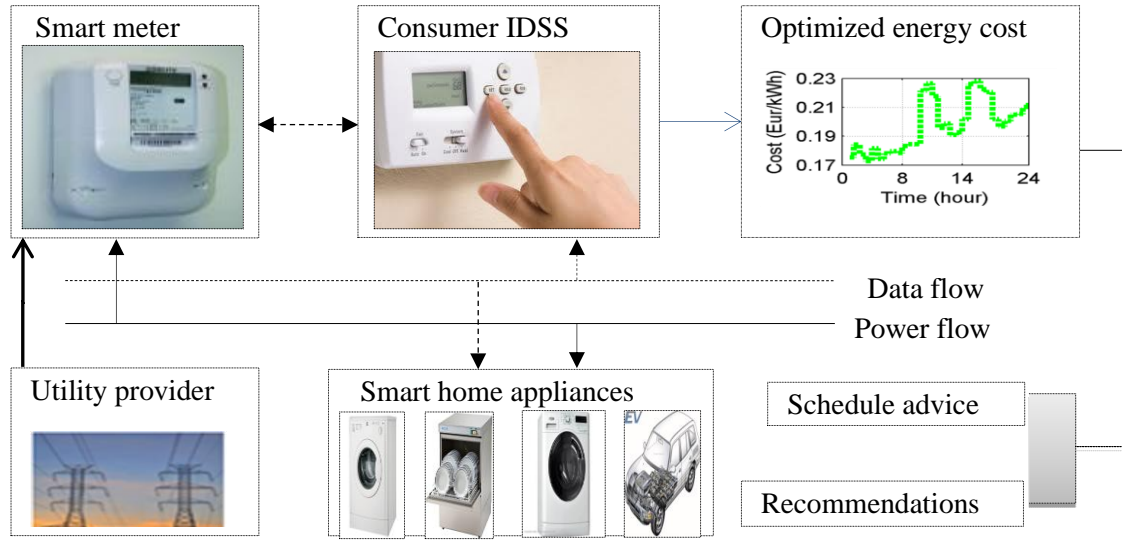 Smart meter
Consumer IDSS
Optimized energy cost
Cost (Eur/kWh)
0.23
0.21
0.19
0.17
0 8 14 24
Time (hour)
Data flow
Power flow
Utility provider
Smart home appliances
EV
Schedule advice
Recommendations